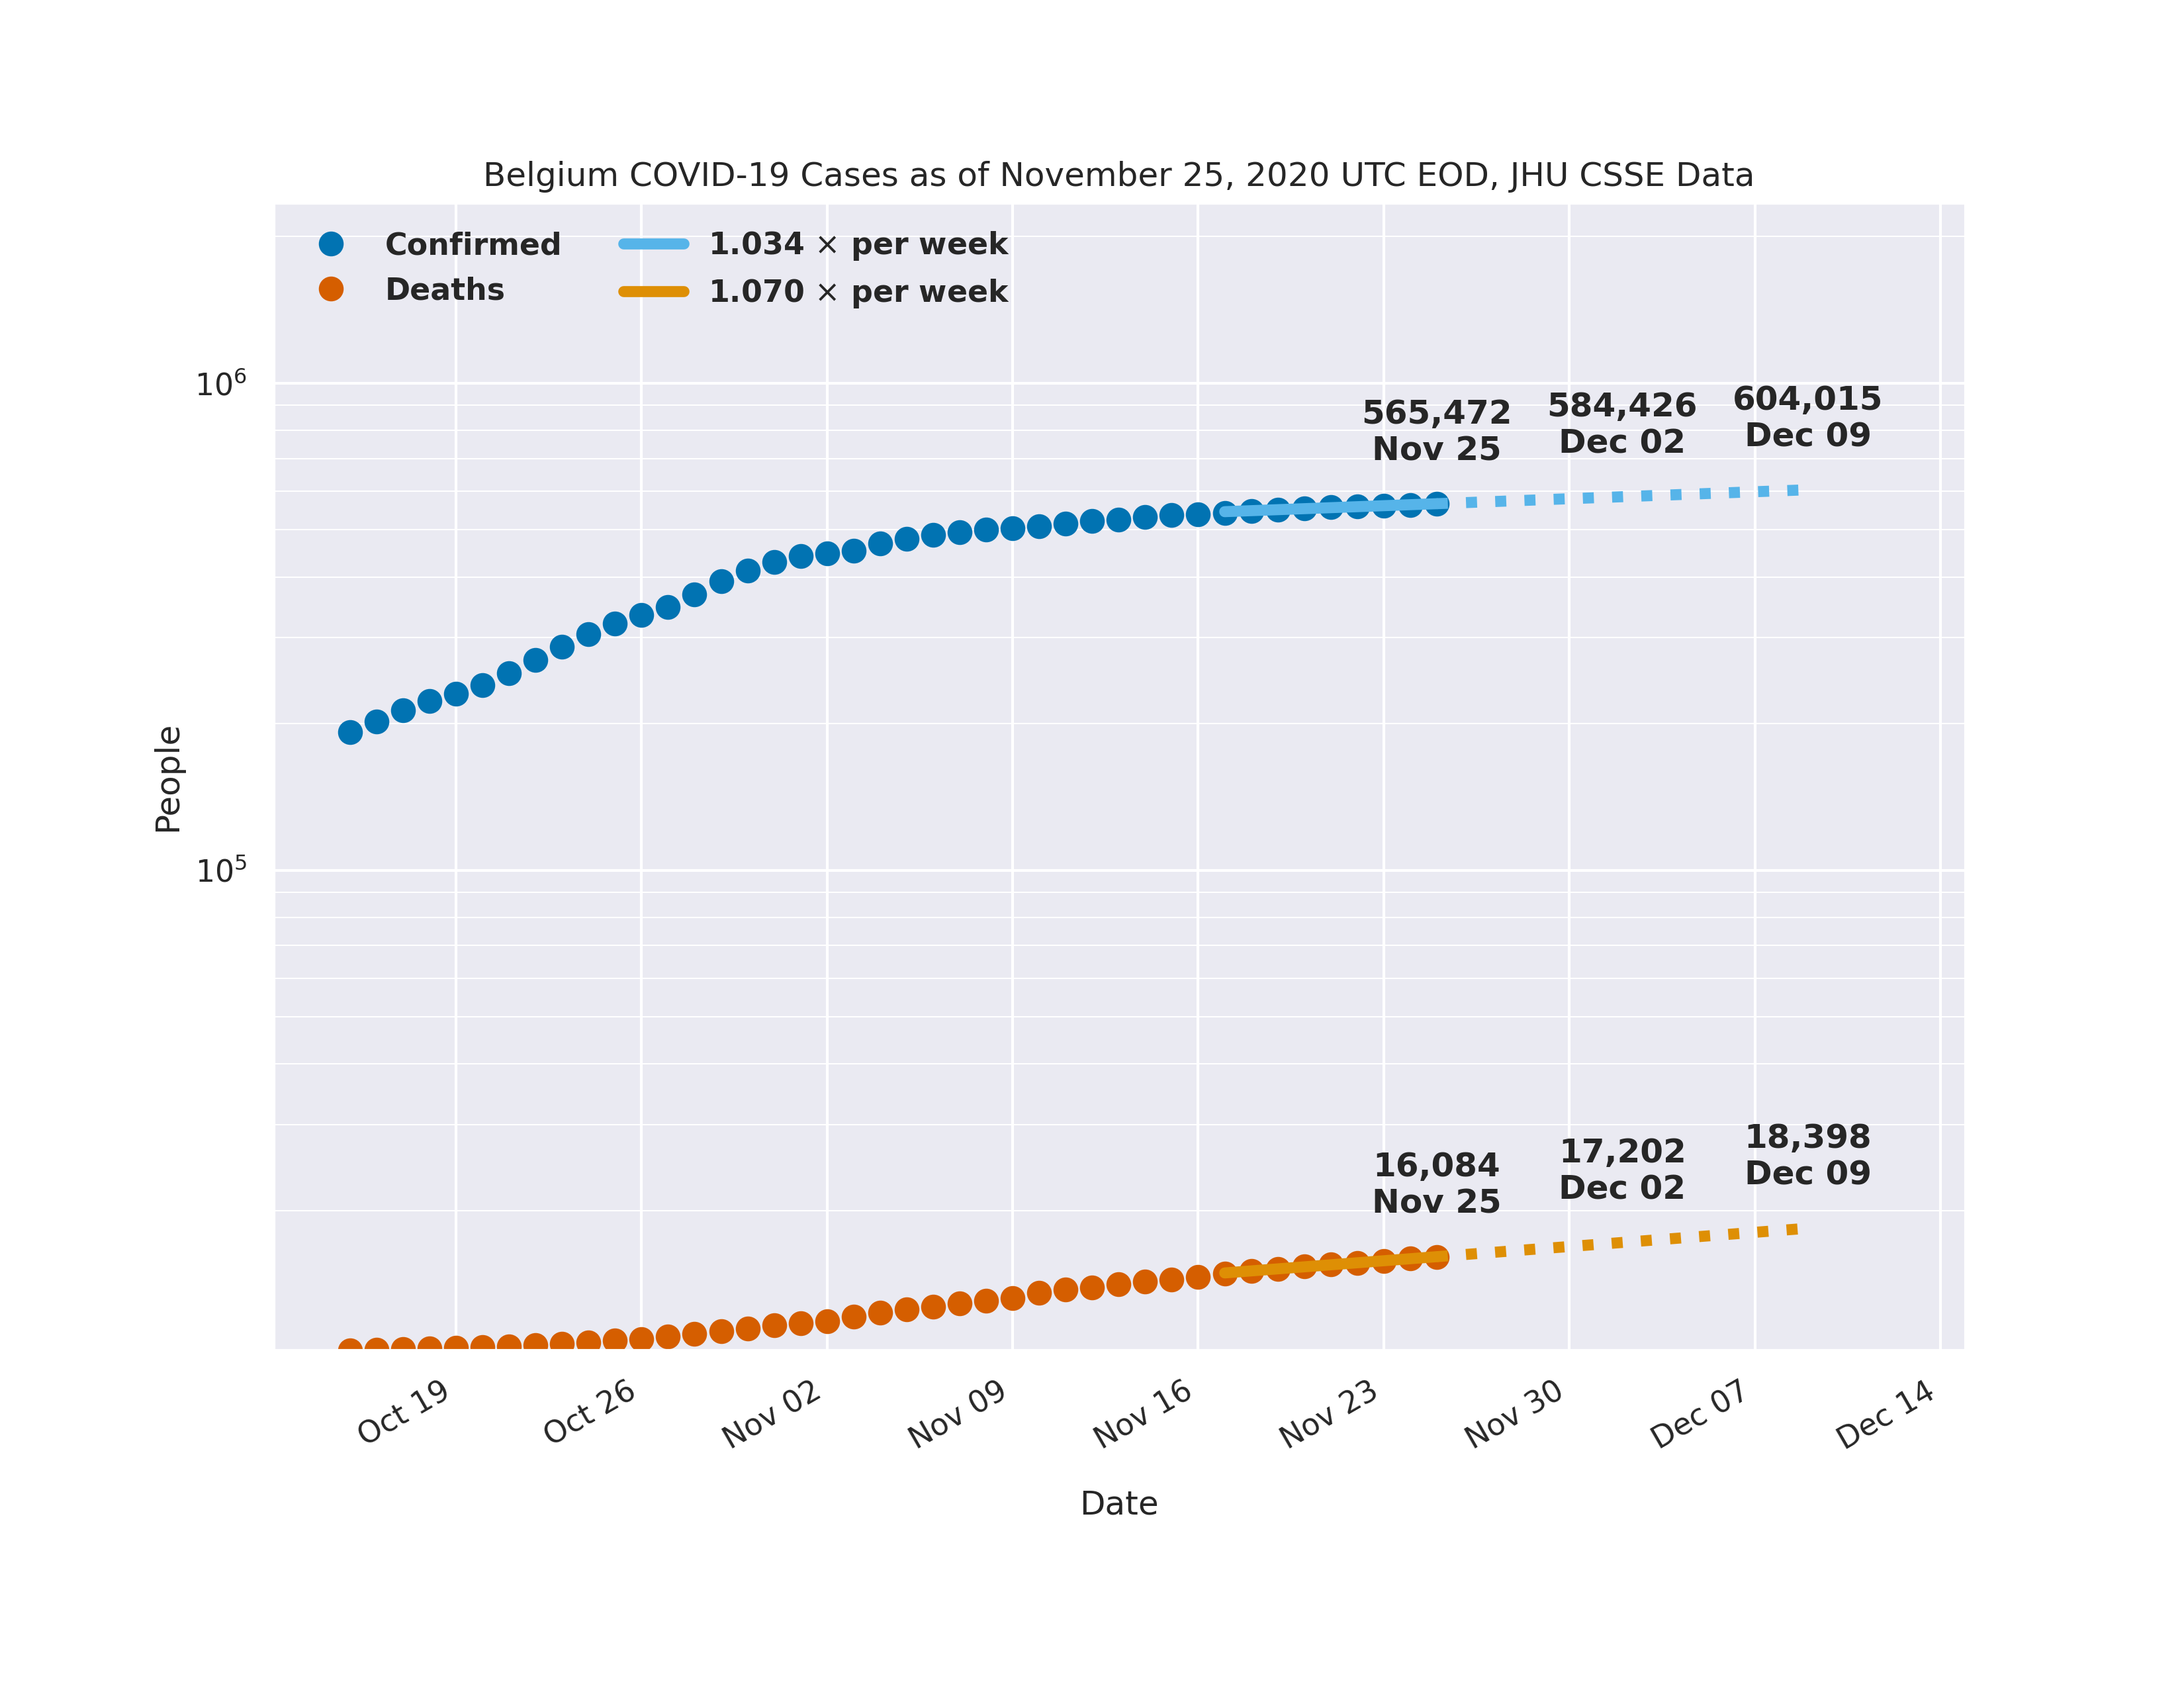 Belgium COVID-19 Cases as of November 25, 2020 UTC EOD, JHU CSSE Data
Confirmed
Deaths
1.034 × per week
1.070 × per week
10⁶
10⁵
People
565,472
Nov 25
584,426
Dec 02
604,015
Dec 09
16,084
Nov 25
17,202
Dec 02
18,398
Dec 09
Oct 19
Oct 26
Nov 02
Nov 09
Nov 16
Nov 23
Nov 30
Dec 07
Dec 14
Date